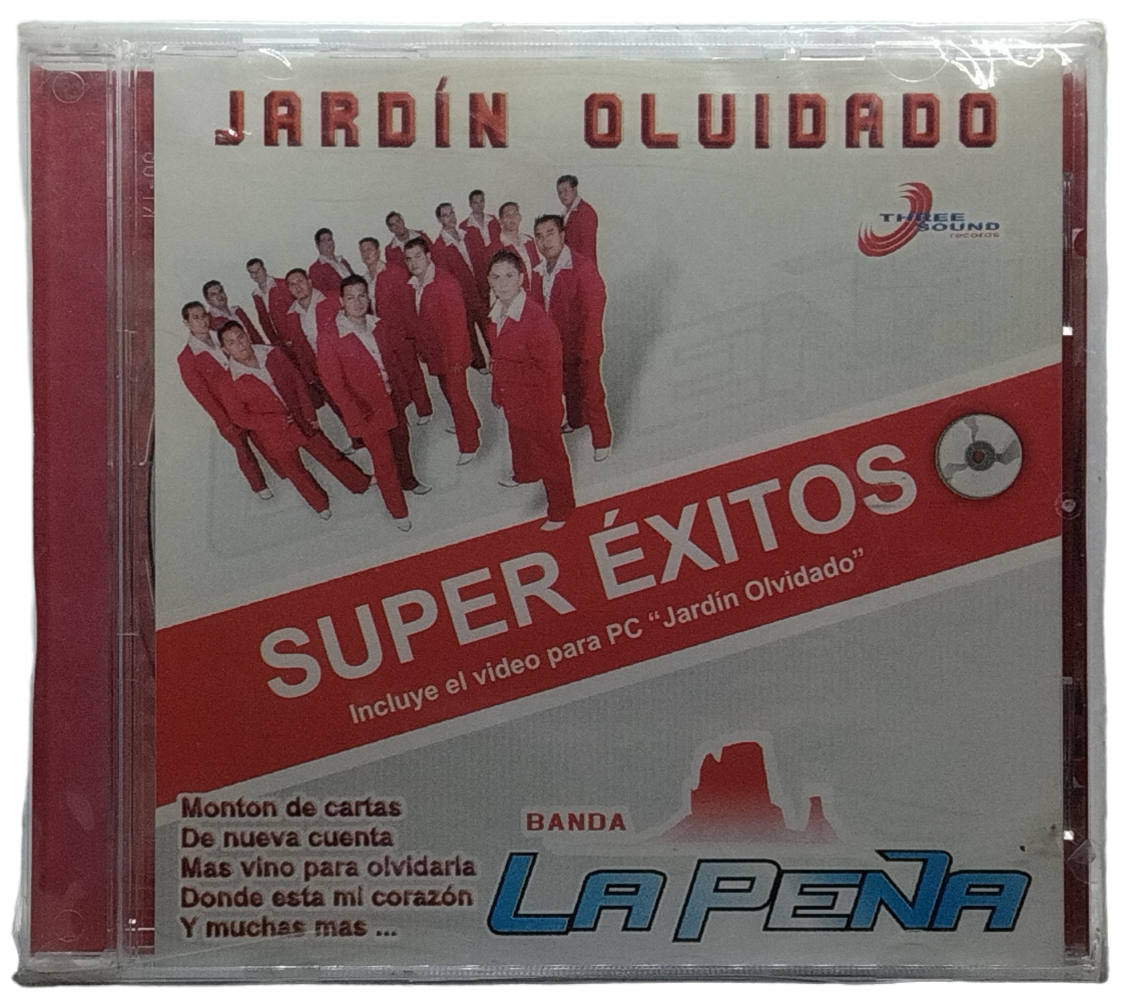 JARDÍN OLVIDADO
THREE
SOUND
records
SUPER ÉXITOS
Incluye el video para PC “Jardín Olvidado”
Monton de cartas
De nueva cuenta
Mas vino para olvidarla
Donde esta mi corazón
Y muchas mas ...
BANDA
LA PEÑA